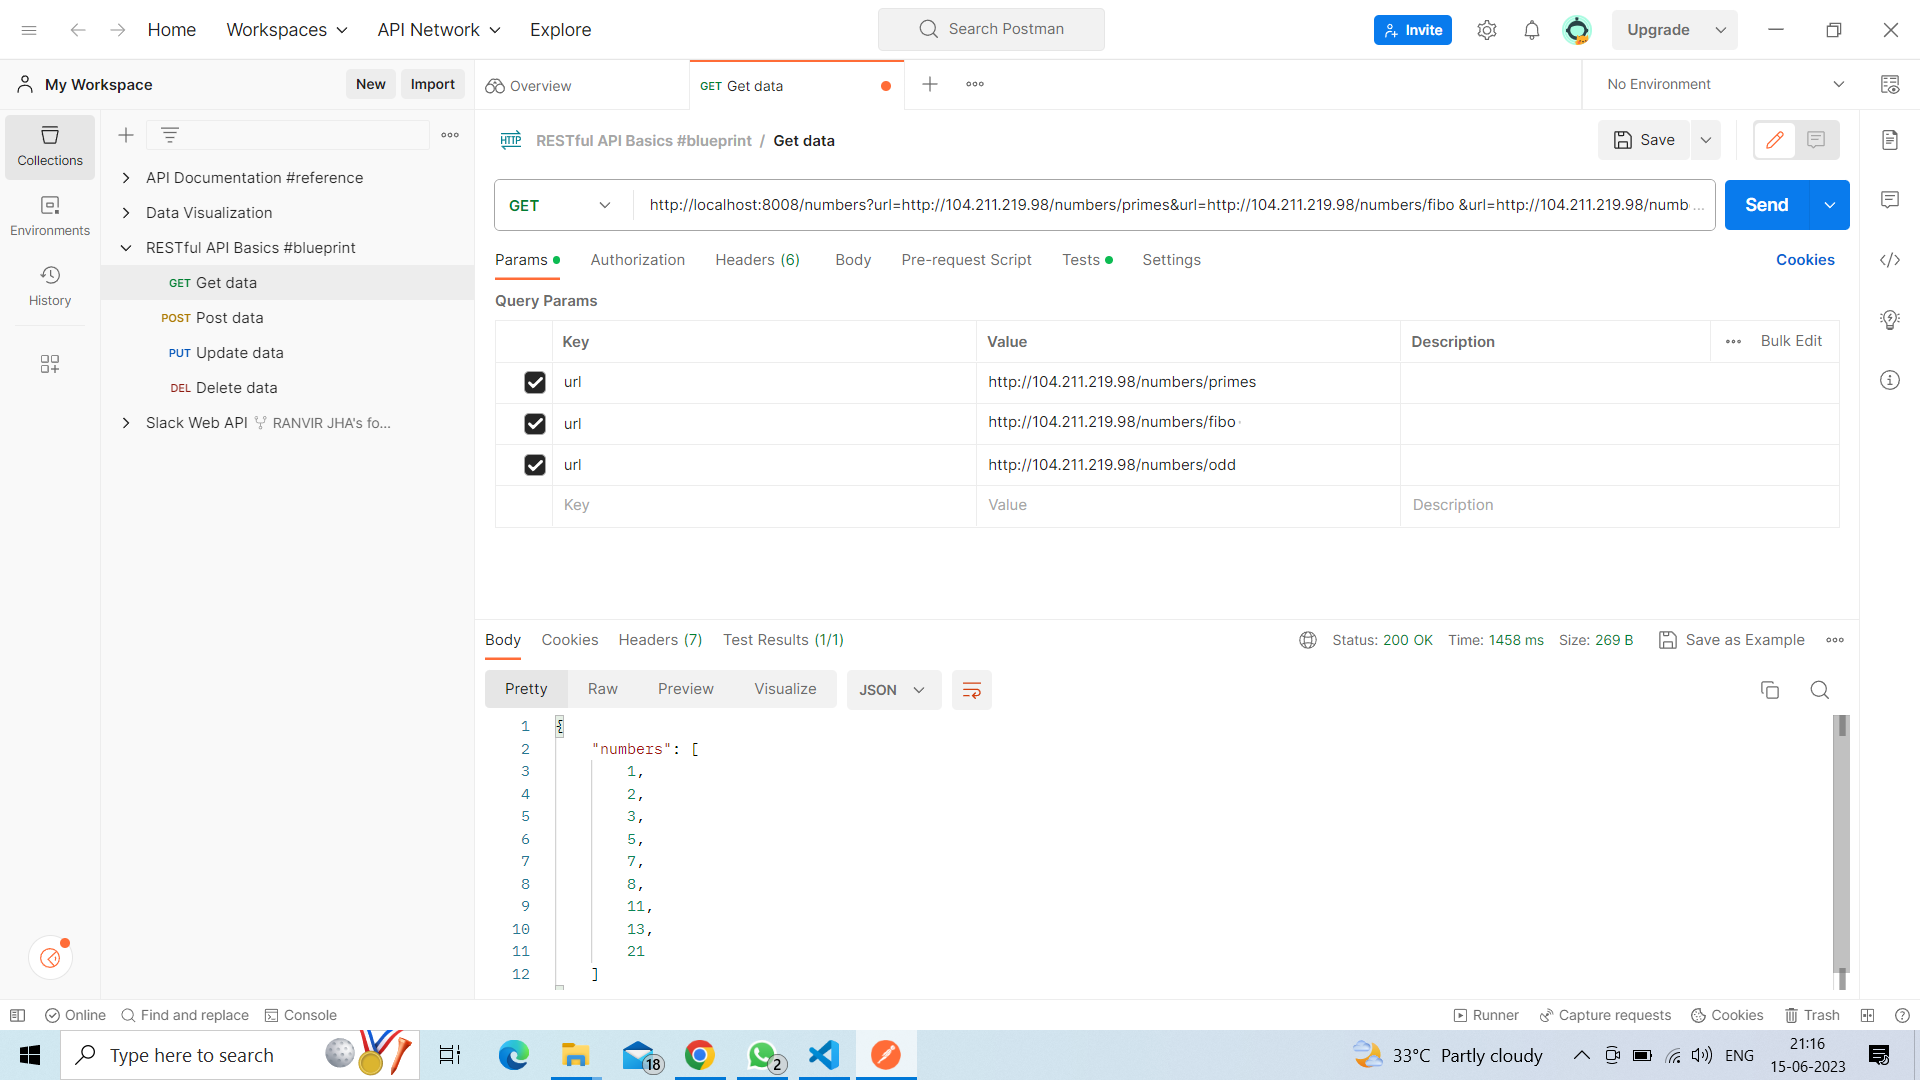 Home
Workspaces
API Network
Explore
Search Postman
Invite
Upgrade
My Workspace
New
Import
Overview
GET Get data
No Environment
Collections
Environments
History
API Documentation #reference
Data Visualization
RESTful API Basics #blueprint
GET Get data
POST Post data
PUT Update data
DEL Delete data
Slack Web API RANVIR JHA's fo...
HTTP RESTful API Basics #blueprint / Get data
Save
GET
http://localhost:8008/numbers?url=http://104.211.219.98/numbers/primes&url=http://104.211.219.98/numbers/fibo &url=http://104.211.219.98/numb ...
Send
Params
Authorization
Headers (6)
Body
Pre-request Script
Tests
Settings
Cookies
Query Params
Key Value Description Bulk Edit
url http://104.211.219.98/numbers/primes
url http://104.211.219.98/numbers/fibo
url http://104.211.219.98/numbers/odd
Key Value Description
Body
Cookies
Headers (7)
Test Results (1/1)
Status: 200 OK Time: 1458 ms Size: 269 B
Save as Example
Pretty
Raw
Preview
Visualize
JSON
1 {
2 "numbers": [
3 1,
4 2,
5 3,
6 5,
7 7,
8 8,
9 11,
10 13,
11 21
12 ]
Online
Find and replace
Console
Runner
Capture requests
Cookies
Trash
Type here to search
18
2
33°C Partly cloudy
ENG
21:16
15-06-2023